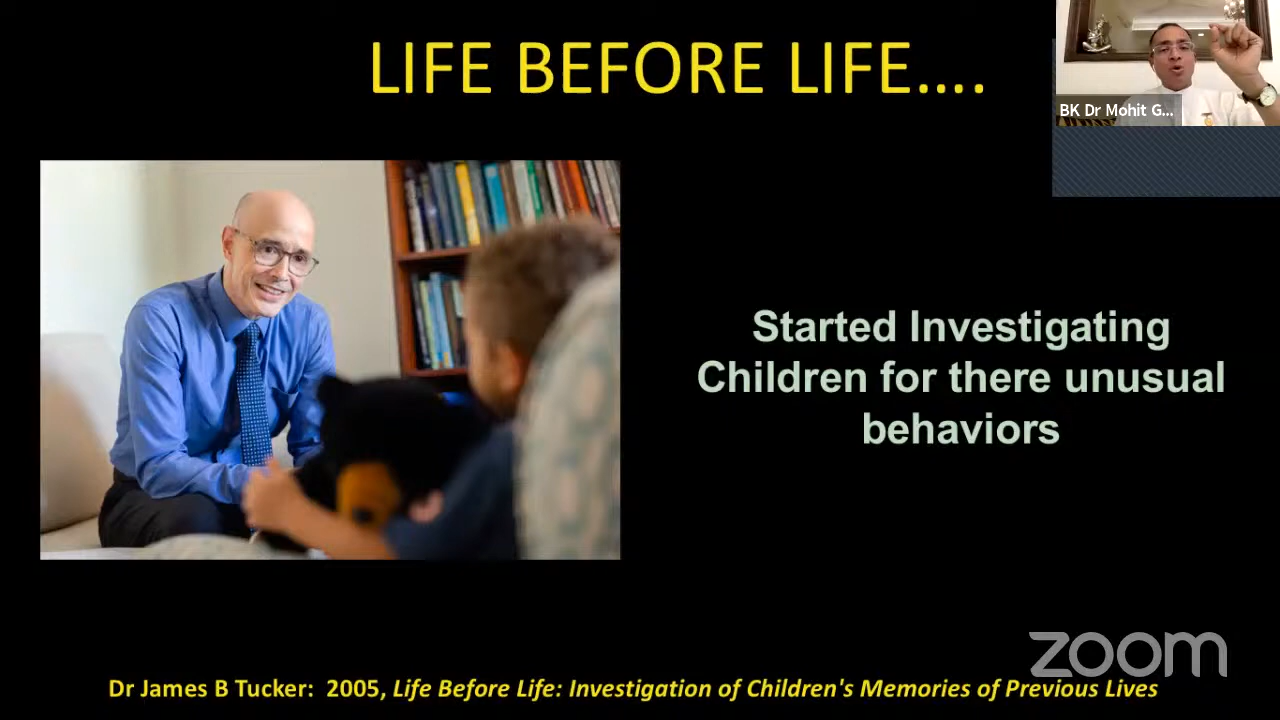 LIFE BEFORE LIFE....
BK Dr Mohit G...
Started Investigating
Children for there unusual
behaviors
zoom
Dr James B Tucker: 2005, Life Before Life: Investigation of Children's Memories of Previous Lives